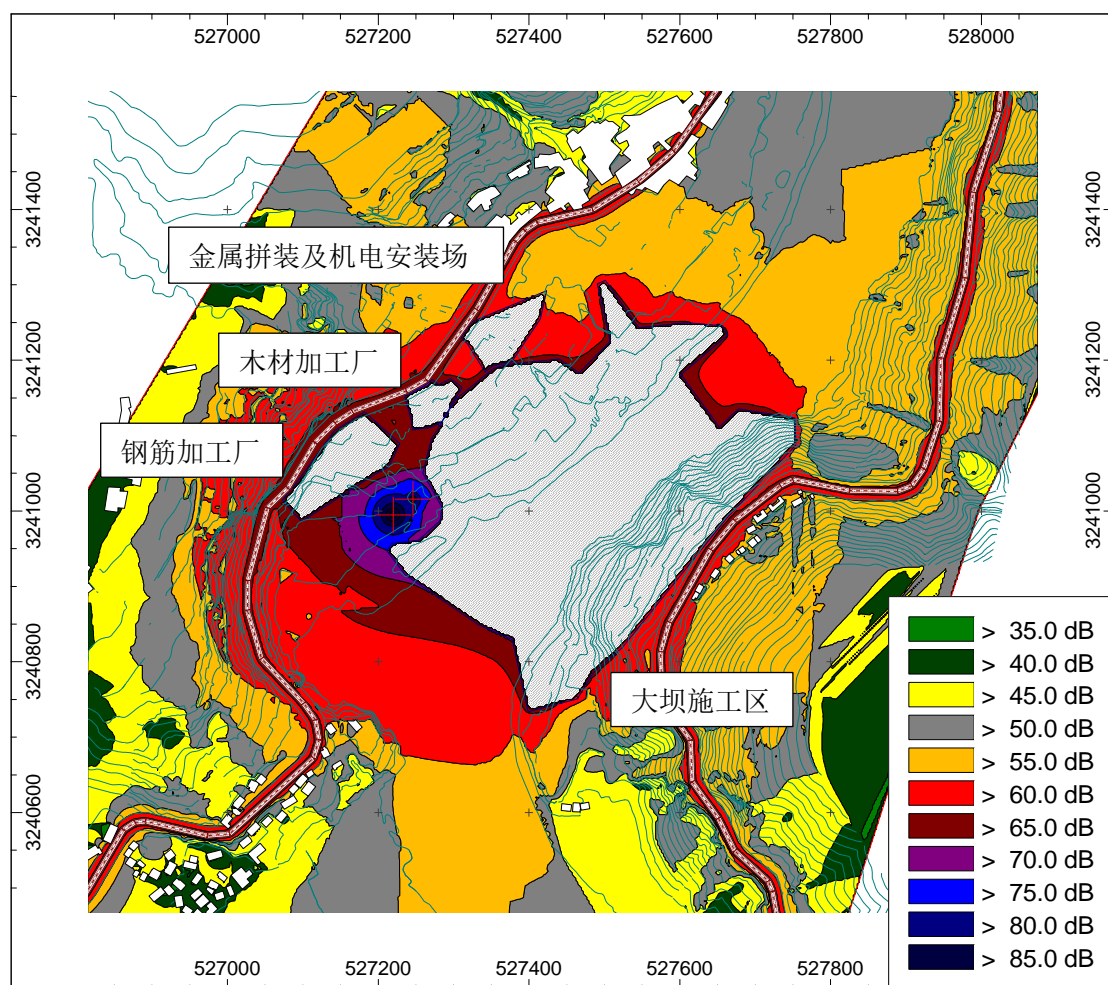 527000 527200 527400 527600 527800 528000
3241400 3241400
金属拼装及机电安装场
3241200 3241200
木材加工厂
钢筋加工厂
3241000 3241000
3240800
大坝施工区
3240600
> 35.0 dB
> 40.0 dB
> 45.0 dB
> 50.0 dB
> 55.0 dB
> 60.0 dB
> 65.0 dB
> 70.0 dB
> 75.0 dB
> 80.0 dB
> 85.0 dB
527000 527200 527400 527600 527800